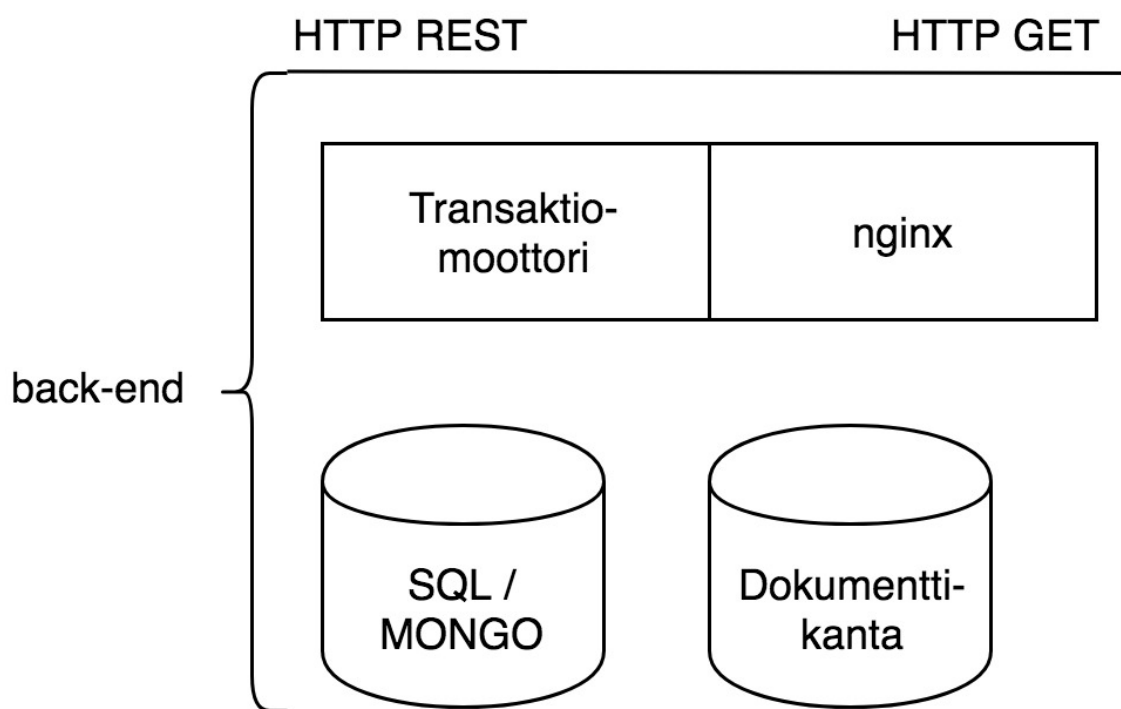 HTTP REST
HTTP GET
Transaktio-
moottori
nginx
back-end
SQL /
MONGO
Dokumentti-
kanta